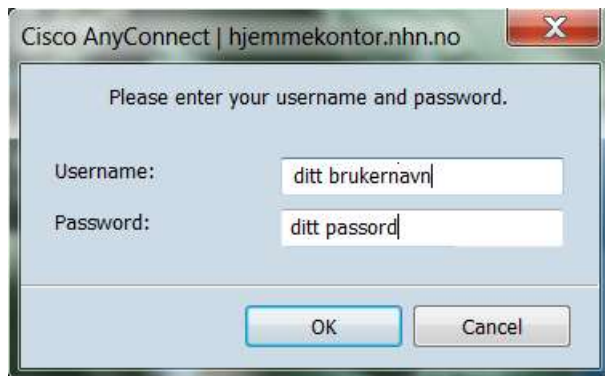 Cisco AnyConnect | hjemmekontor.nhn.no
Please enter your username and password.
Username: ditt brukernavn
Password: ditt passord
OK Cancel